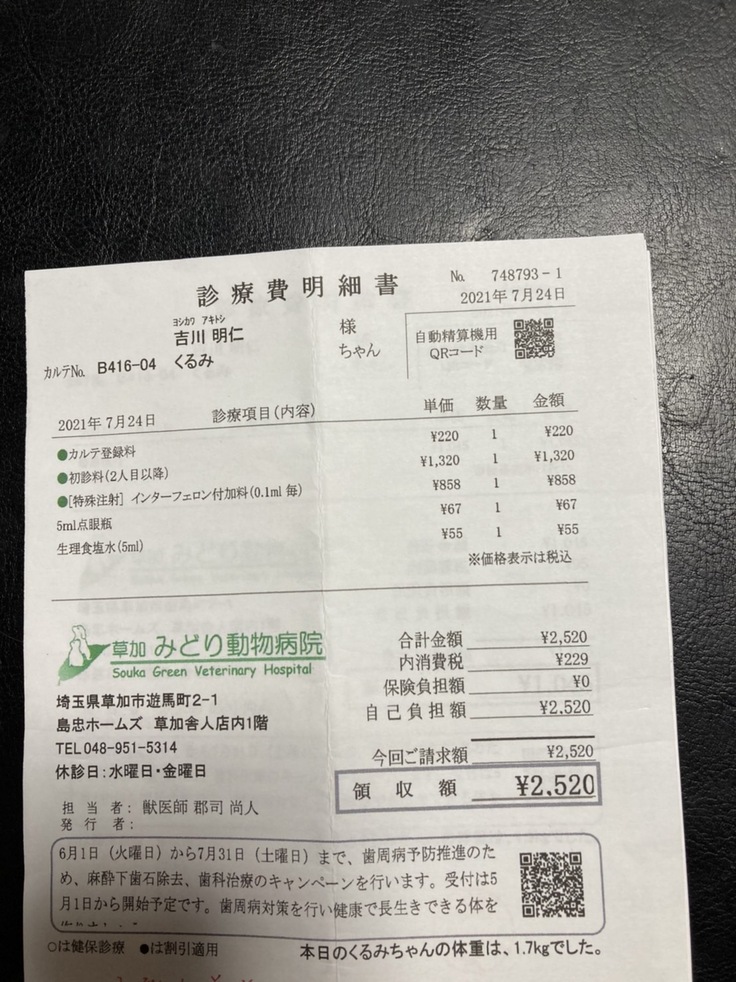 診療費明細書
No. 748793-1
2021年7月24日
ヨシカワ アキトシ
吉川 明仁 様
カルテNo. B416-04 くるみ ちゃん
自動精算機用
QRコード
2021年7月24日 診療項目(内容) 単価 数量 金額
●カルテ登録料 ¥220 1 ¥220
●初診料(2人目以降) ¥1,320 1 ¥1,320
●[特殊注射] インターフェロン付加料(0.1ml 毎) ¥858 1 ¥858
5ml点眼瓶 ¥67 1 ¥67
生理食塩水(5ml) ¥55 1 ¥55
※価格表示は税込
草加 みどり動物病院
Souka Green Veterinary Hospital
埼玉県草加市遊馬町2-1
島忠ホームズ 草加舎人店内1階
TEL 048-951-5314
休診日:水曜日・金曜日
担当者: 獣医師 郡司 尚人
発行者:
合計金額 ¥2,520
内消費税 ¥229
保険負担額 ¥0
自己負担額 ¥2,520
今回ご請求額 ¥2,520
領収額 ¥2,520
6月1日(火曜日)から7月31日(土曜日)まで、歯周病予防推進のた
め、麻酔下歯石除去、歯科治療のキャンペーンを行います。受付は5
月1日から開始予定です。歯周病対策を行い健康で長生きできる体を
○は健保診療 ●は割引適用
本日のくるみちゃんの体重は、1.7kgでした。